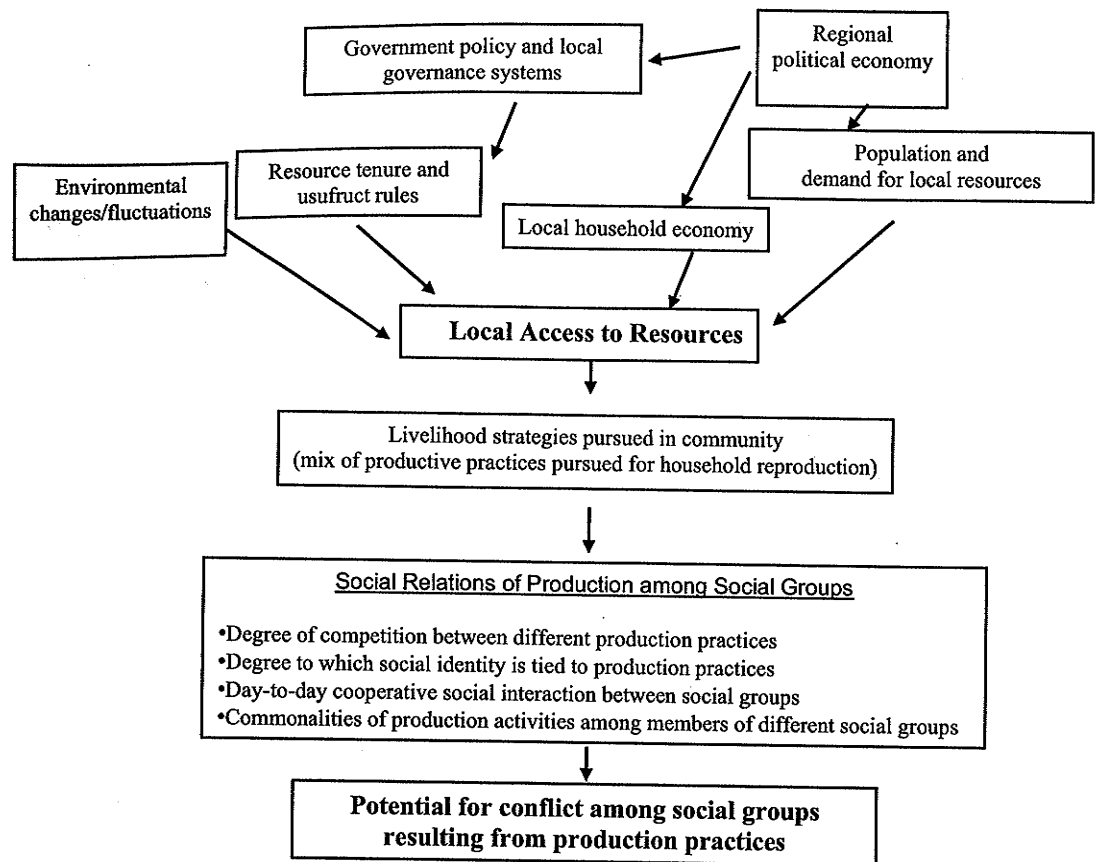 Government policy and local
governance systems
Regional
political economy
Environmental
changes/fluctuations
Resource tenure and
usufruct rules
Local household economy
Population and
demand for local resources
Local Access to Resources
Livelihood strategies pursued in community
(mix of productive practices pursued for household reproduction)
Social Relations of Production among Social Groups
•Degree of competition between different production practices
•Degree to which social identity is tied to production practices
•Day-to-day cooperative social interaction between social groups
•Commonalities of production activities among members of different social groups
Potential for conflict among social groups
resulting from production practices